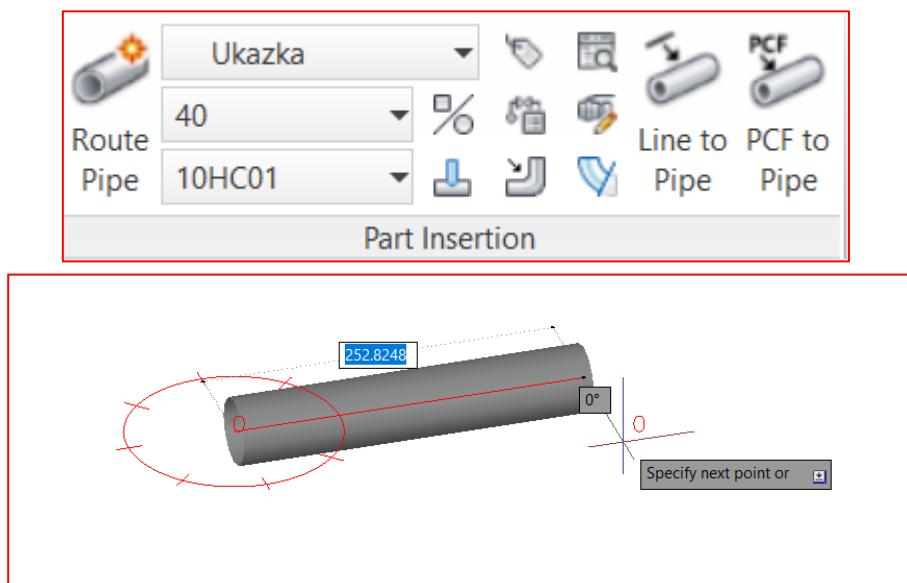 Ukazka
PCF
40
Route
Pipe
Line to
Pipe
PCF to
Pipe
10HC01
Part Insertion
252.8248
0°
Specify next point or